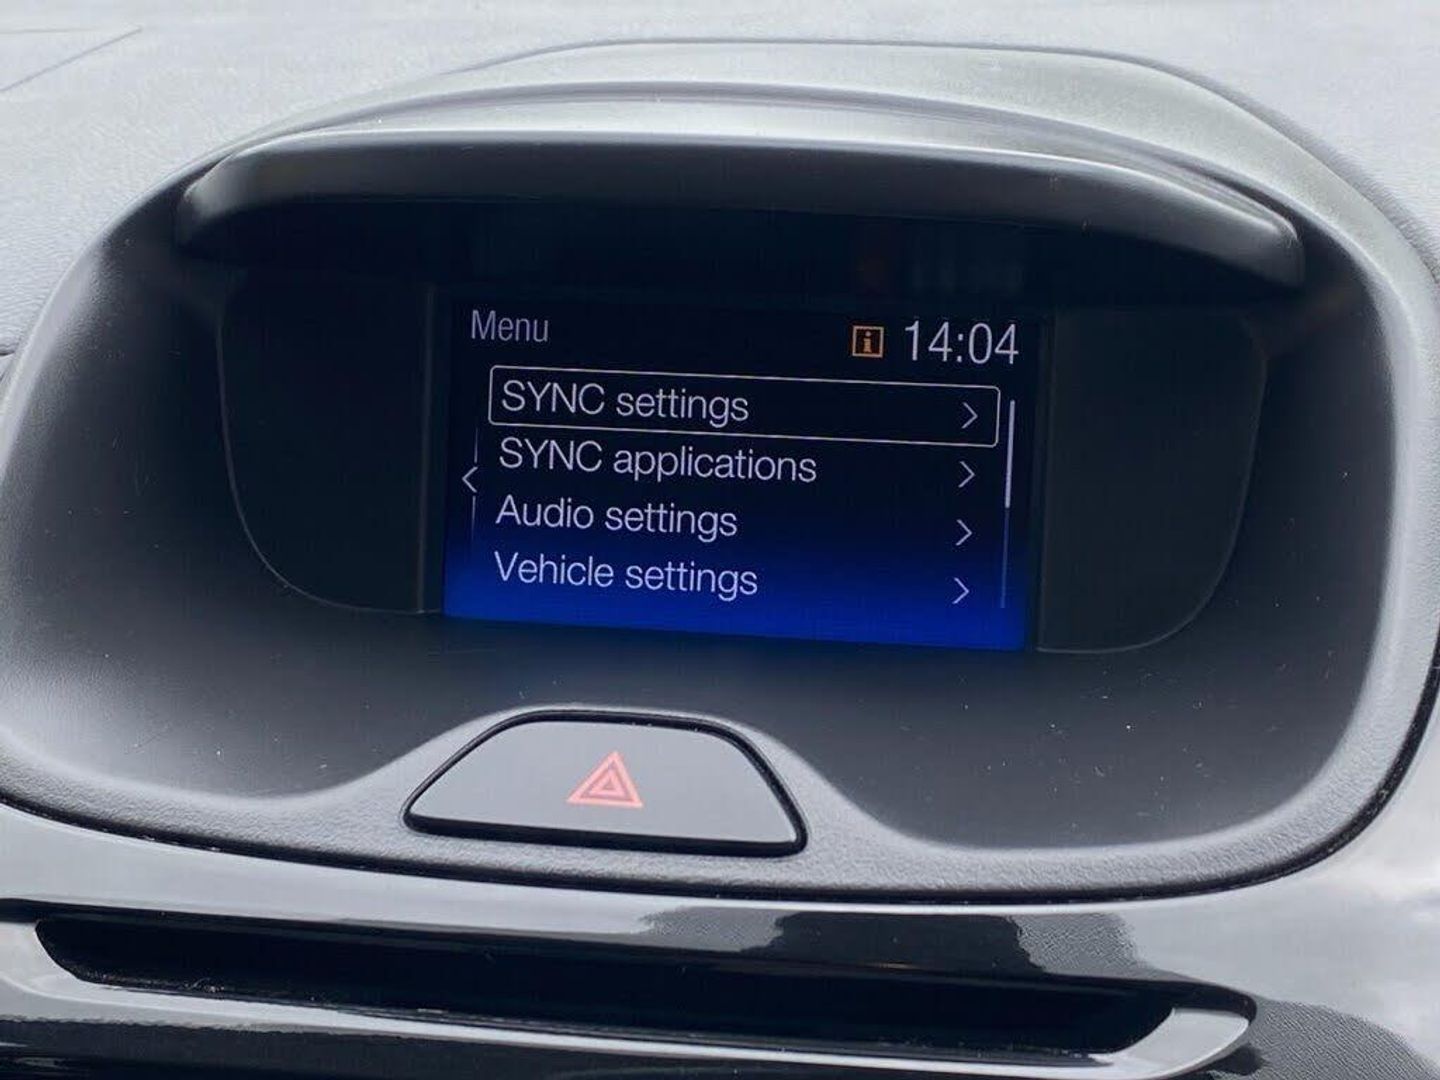 Menu
i 14:04
SYNC settings
SYNC applications
Audio settings
Vehicle settings